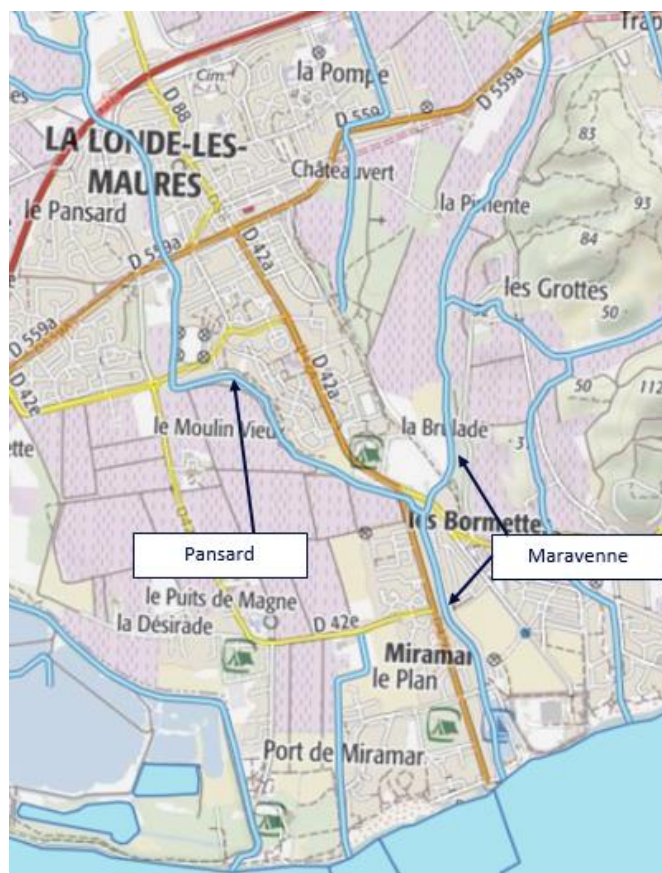 Cim.
la Pompe
D 88
D 559a
D 559
LA LONDE-LES-
MAURES
Châteauvert
83
le Pansard
la Pimente
93
D 559a
D 42a
84
les Grottes
50
D 559a
D 42a
D 42e
50
112
le Moulin Vieux
la Brulade
les Bormettes
Pansard
Maravenne
le Puits de Magne
la Désirade
D 42e
Miramar
le Plan
Port de Miramar